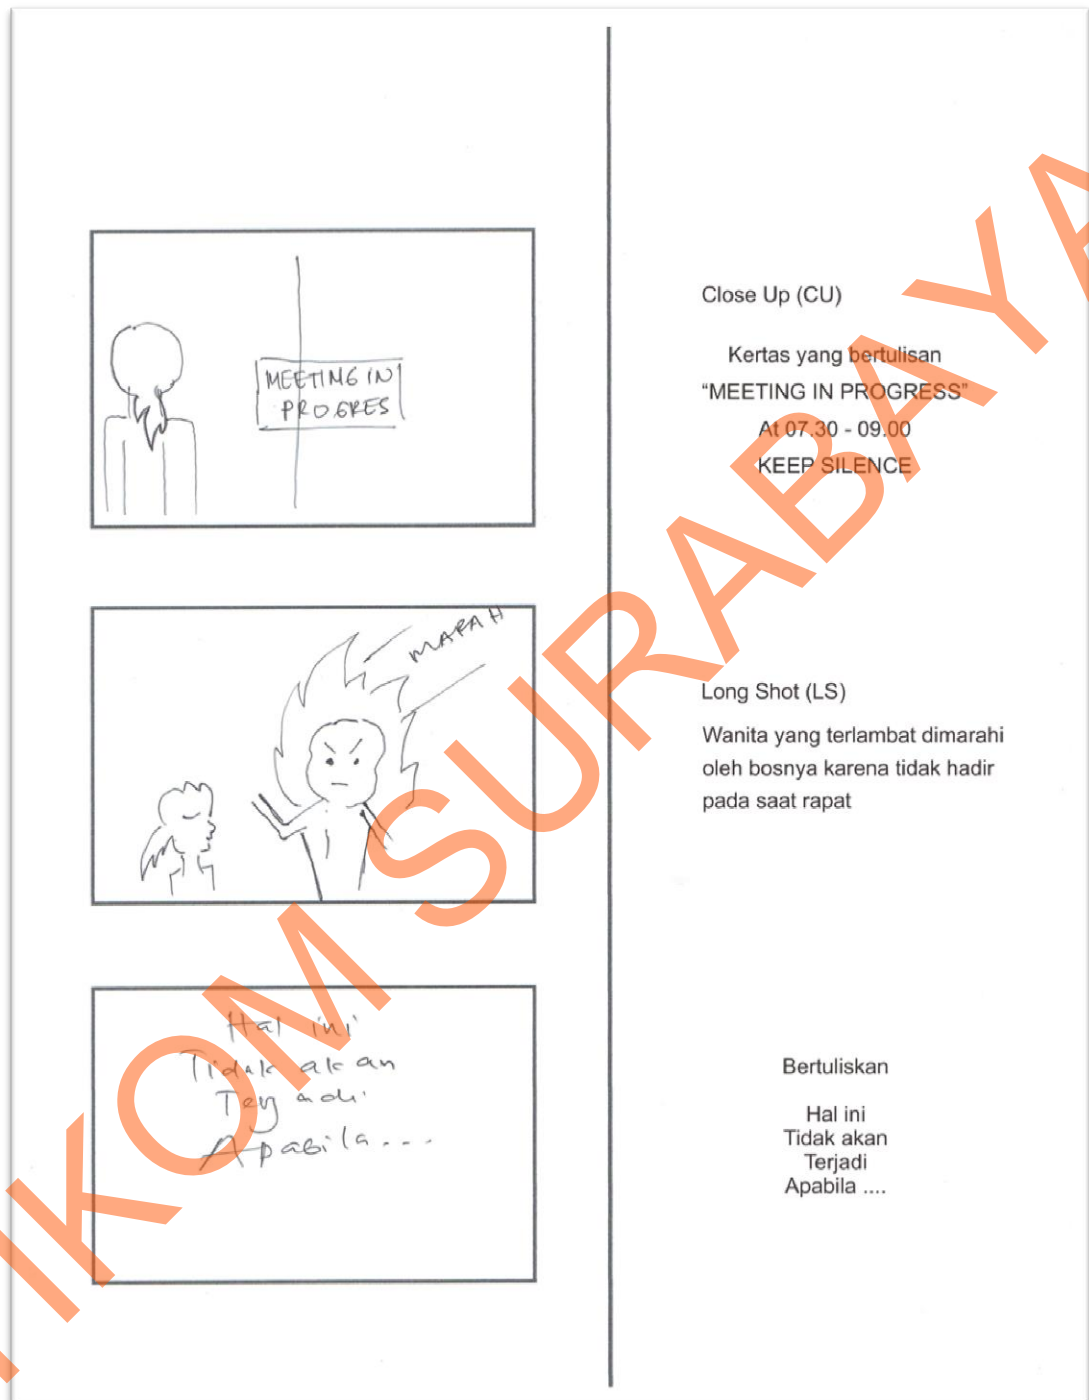 MEETING IN
PROGRES
Close Up (CU)
Kertas yang bertulisan
“MEETING IN PROGRESS”
At 07.30 - 09.00
KEEP SILENCE
MARAH
Long Shot (LS)
Wanita yang terlambat dimarahi
oleh bosnya karena tidak hadir
pada saat rapat
Hal ini
Tidak akan
Terjadi
Apabila...
Bertuliskan
Hal ini
Tidak akan
Terjadi
Apabila ....
IKOM SURABAYA